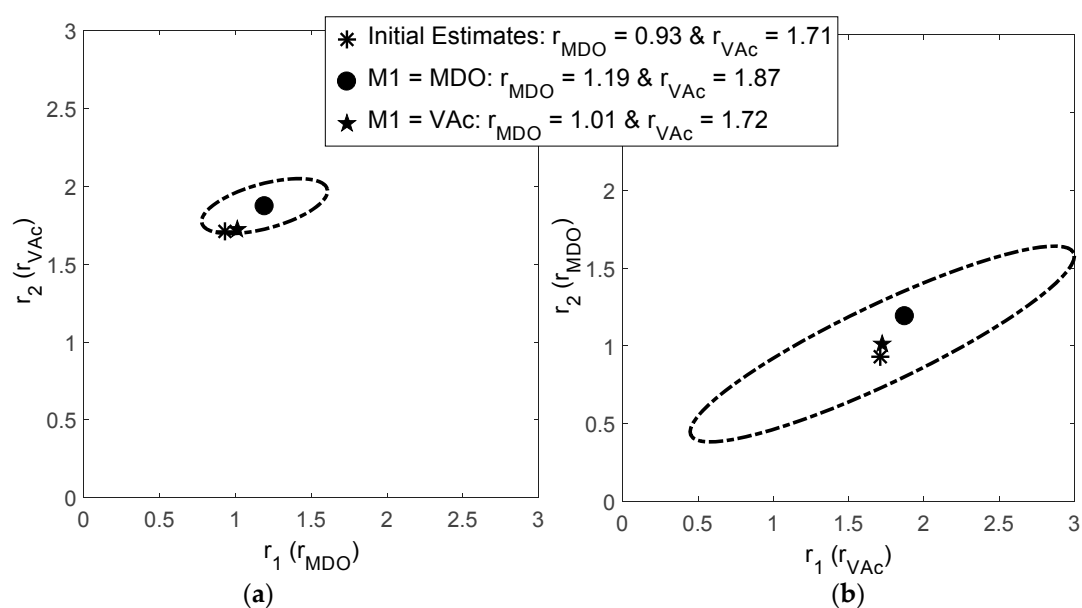 Initial Estimates: r_MDO = 0.93 & r_VAc = 1.71
M1 = MDO: r_MDO = 1.19 & r_VAc = 1.87
M1 = VAc: r_MDO = 1.01 & r_VAc = 1.72
3
2.5
2
1.5
1
0.5
0
r_2 (r_VAc)
0 0.5 1 1.5 2 2.5 3
r_1 (r_MDO)
(a)
2
1.5
1
0.5
0
r_2 (r_MDO)
0 0.5 1 1.5 2 2.5 3
r_1 (r_VAc)
(b)